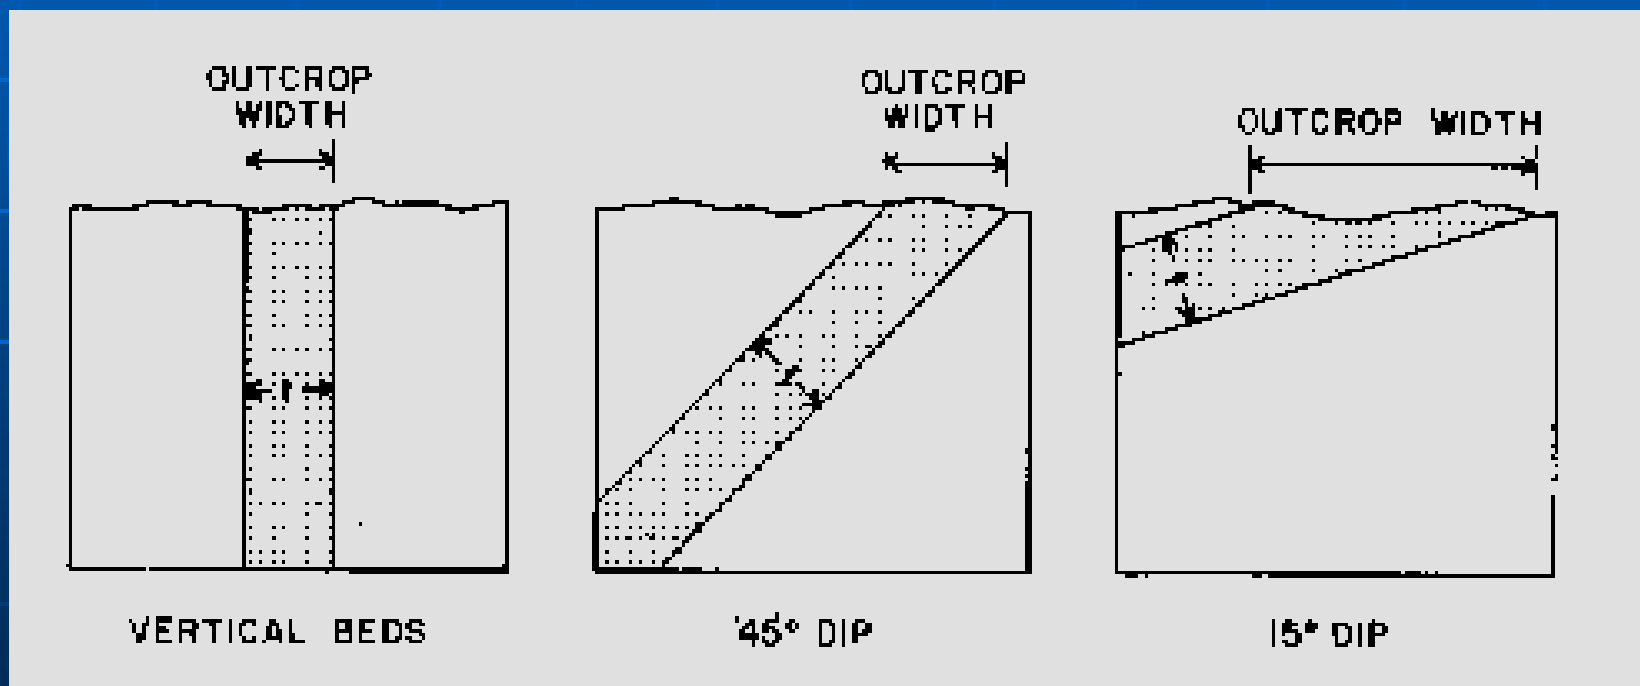 OUTCROP
WIDTH
OUTCROP
WIDTH
OUTCROP WIDTH
t
t
t
VERTICAL BEDS
45° DIP
15° DIP